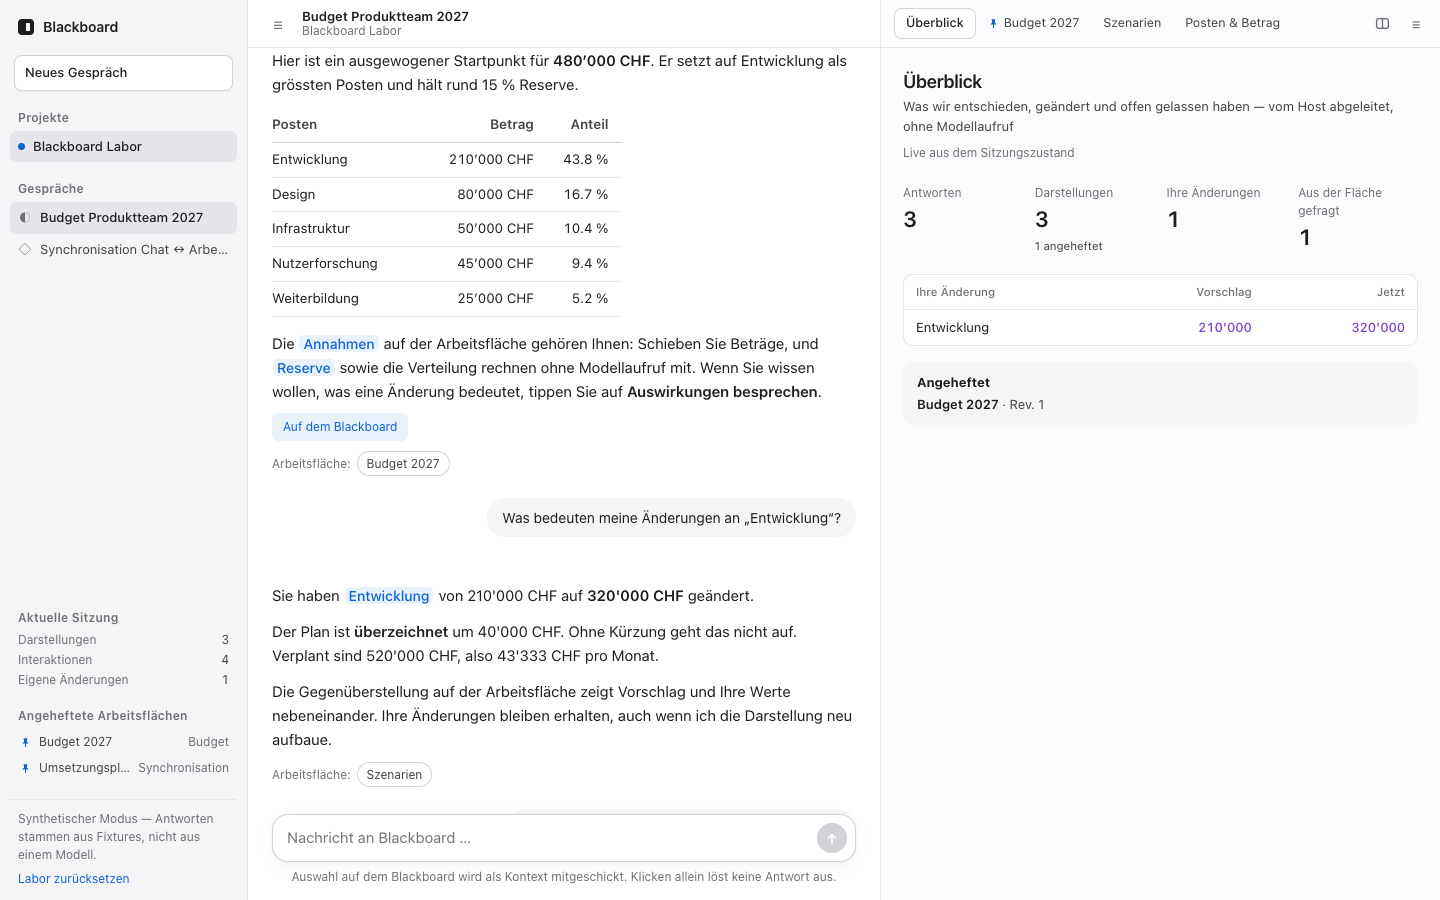 Blackboard
Neues Gespräch
Projekte
Blackboard Labor
Gespräche
Budget Produktteam 2027
Synchronisation Chat ↔ Arbe…
Aktuelle Sitzung
Darstellungen 3
Interaktionen 4
Eigene Änderungen 1
Angeheftete Arbeitsflächen
Budget 2027 Budget
Umsetzungspl… Synchronisation
Synthetischer Modus — Antworten
stammen aus Fixtures, nicht aus
einem Modell.
Labor zurücksetzen
Budget Produktteam 2027
Blackboard Labor
Hier ist ein ausgewogener Startpunkt für 480’000 CHF. Er setzt auf Entwicklung als
grössten Posten und hält rund 15 % Reserve.
Posten Betrag Anteil
Entwicklung 210’000 CHF 43.8 %
Design 80’000 CHF 16.7 %
Infrastruktur 50’000 CHF 10.4 %
Nutzerforschung 45’000 CHF 9.4 %
Weiterbildung 25’000 CHF 5.2 %
Die Annahmen auf der Arbeitsfläche gehören Ihnen: Schieben Sie Beträge, und
Reserve sowie die Verteilung rechnen ohne Modellaufruf mit. Wenn Sie wissen
wollen, was eine Änderung bedeutet, tippen Sie auf Auswirkungen besprechen.
Auf dem Blackboard
Arbeitsfläche: Budget 2027
Was bedeuten meine Änderungen an „Entwicklung“?
Sie haben Entwicklung von 210'000 CHF auf 320'000 CHF geändert.
Der Plan ist überzeichnet um 40'000 CHF. Ohne Kürzung geht das nicht auf.
Verplant sind 520'000 CHF, also 43'333 CHF pro Monat.
Die Gegenüberstellung auf der Arbeitsfläche zeigt Vorschlag und Ihre Werte
nebeneinander. Ihre Änderungen bleiben erhalten, auch wenn ich die Darstellung neu
aufbaue.
Arbeitsfläche: Szenarien
Nachricht an Blackboard …
Auswahl auf dem Blackboard wird als Kontext mitgeschickt. Klicken allein löst keine Antwort aus.
Überblick Budget 2027 Szenarien Posten & Betrag
Überblick
Was wir entschieden, geändert und offen gelassen haben — vom Host abgeleitet,
ohne Modellaufruf
Live aus dem Sitzungszustand
Antworten
3
Darstellungen
3
1 angeheftet
Ihre Änderungen
1
Aus der Fläche
gefragt
1
Ihre Änderung Vorschlag Jetzt
Entwicklung 210'000 320'000
Angeheftet
Budget 2027 · Rev. 1